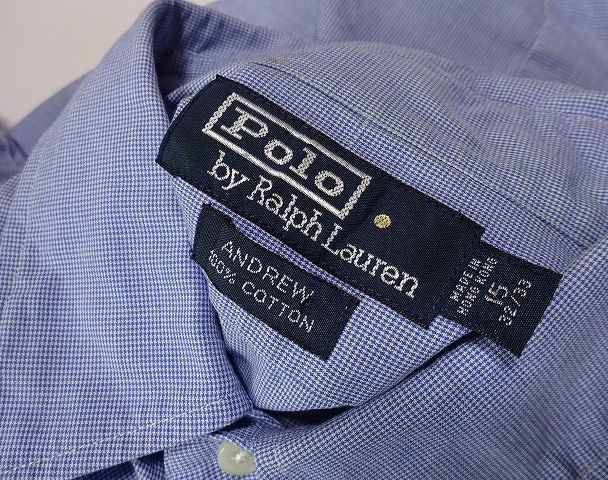 Polo
by Ralph Lauren
ANDREW
100% COTTON
MADE IN
HONG KONG
15
32/33